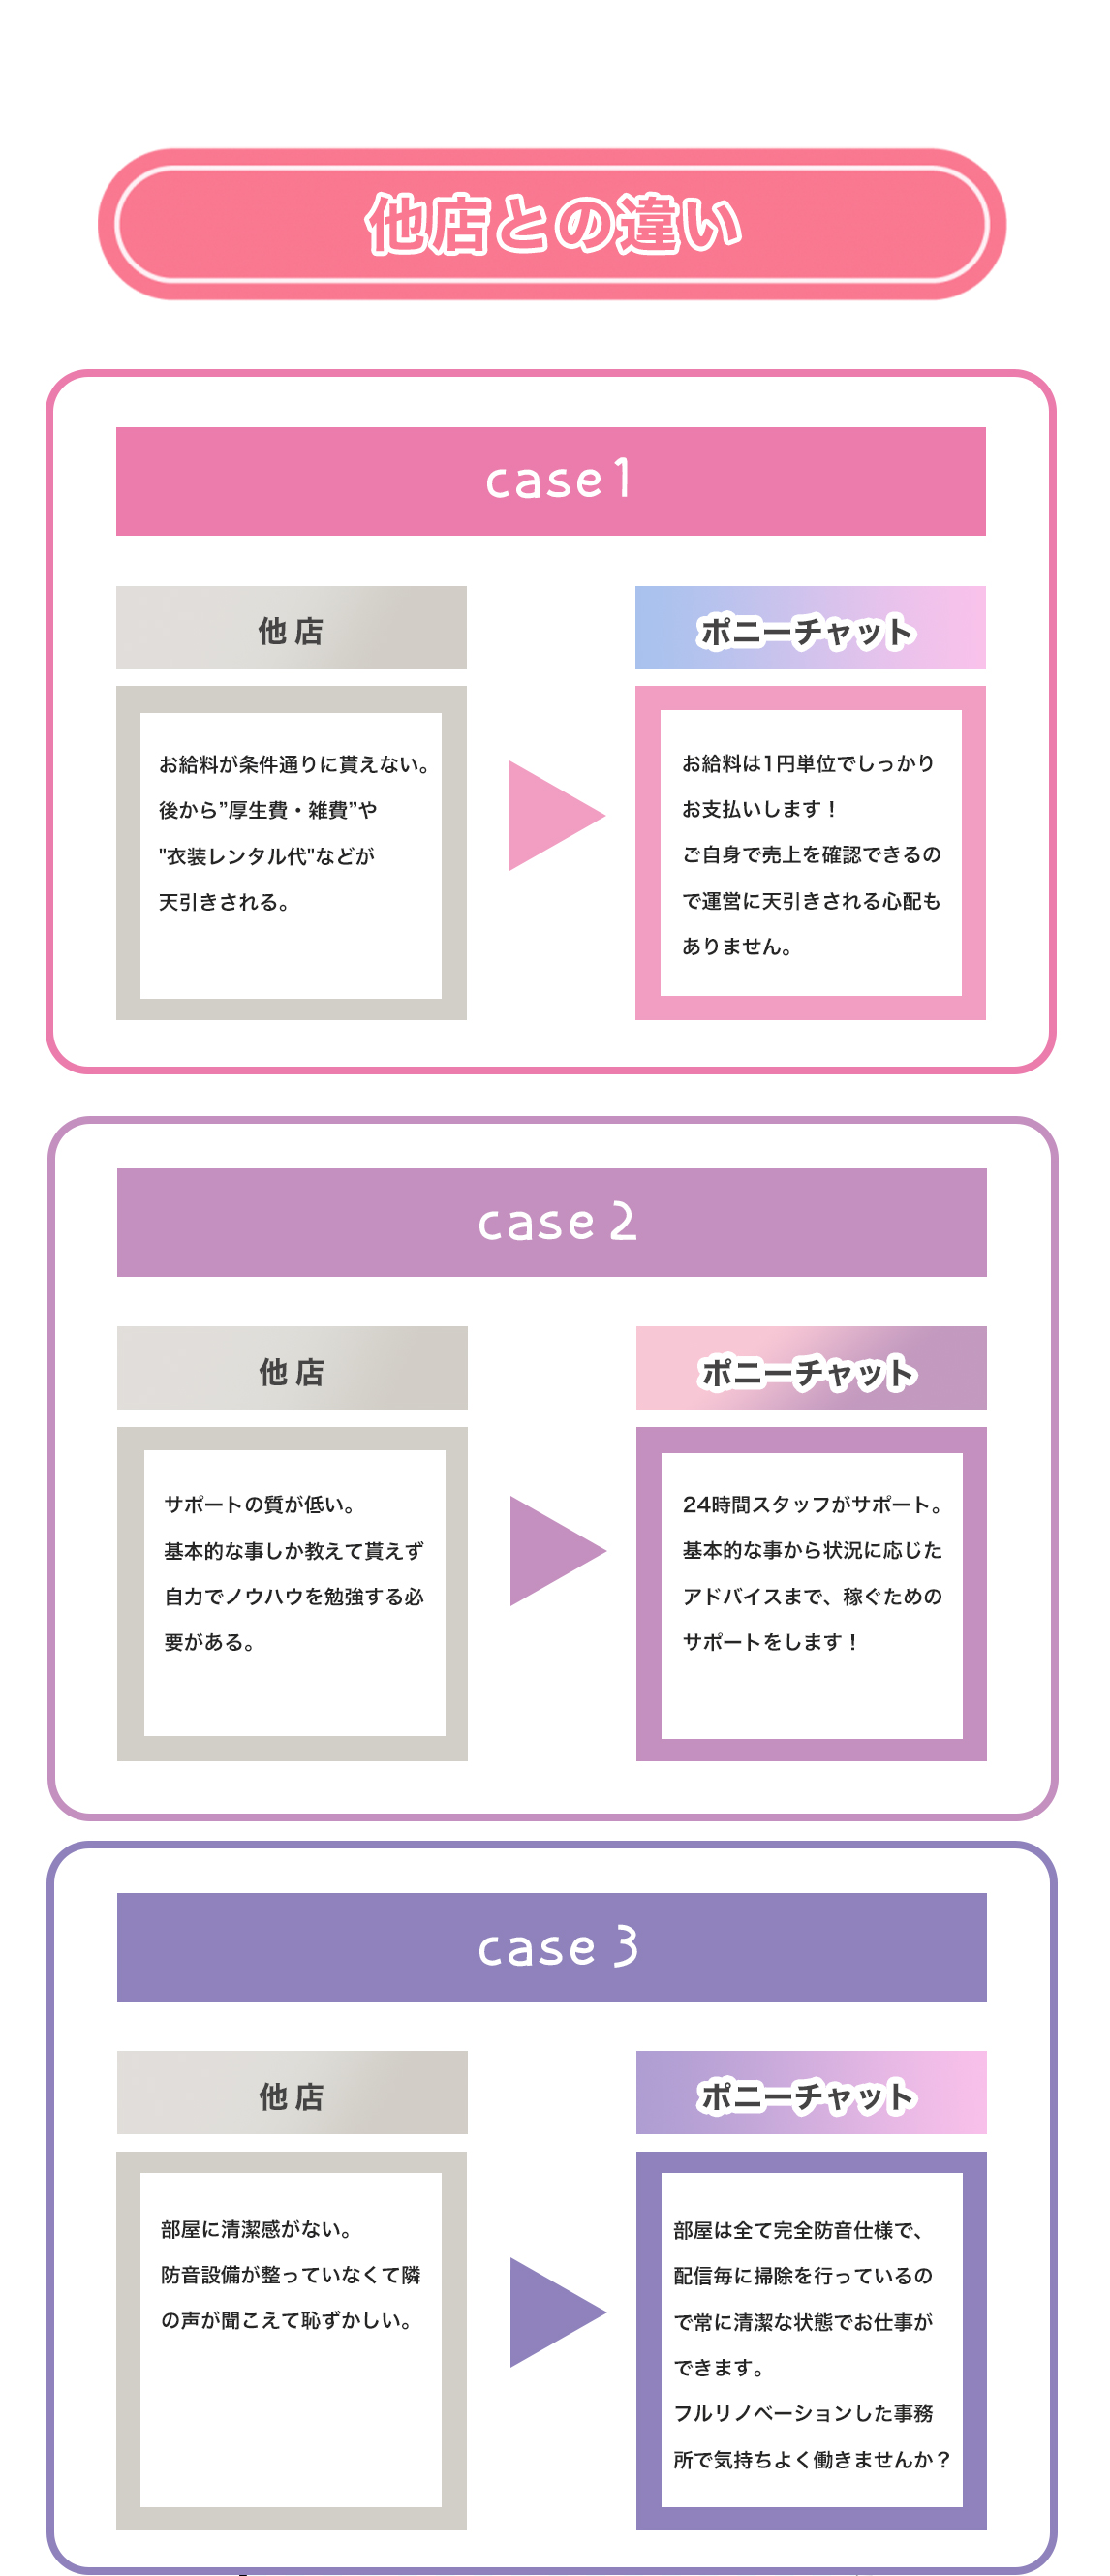 他店との違い
case1
他店
お給料が条件通りに貰えない。
後から”厚生費・雑費”や
"衣装レンタル代"などが
天引きされる。
ポニーチャット
お給料は1円単位でしっかり
お支払いします！
ご自身で売上を確認できるの
で運営に天引きされる心配も
ありません。
case 2
他店
サポートの質が低い。
基本的な事しか教えて貰えず
自力でノウハウを勉強する必
要がある。
ポニーチャット
24時間スタッフがサポート。
基本的な事から状況に応じた
アドバイスまで、稼ぐための
サポートをします！
case 3
他店
部屋に清潔感がない。
防音設備が整っていなくて隣
の声が聞こえて恥ずかしい。
ポニーチャット
部屋は全て完全防音仕様で、
配信毎に掃除を行っているの
で常に清潔な状態でお仕事が
できます。
フルリノベーションした事務
所で気持ちよく働きませんか？